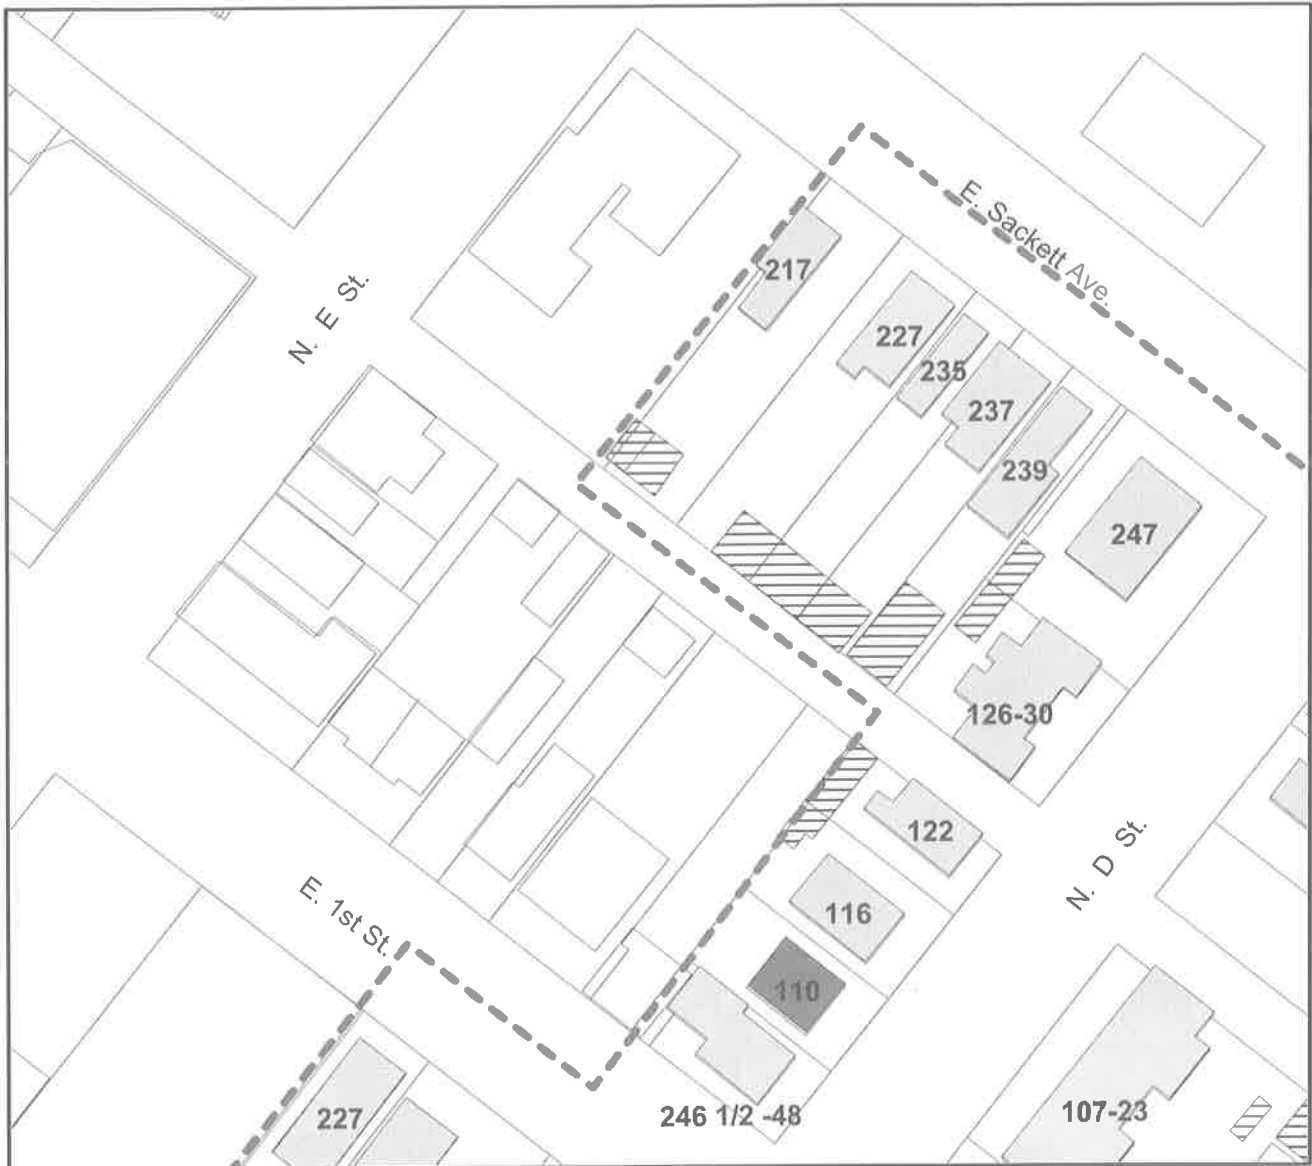 E. Sackett Ave.
217
N. E St.
227
235
237
239
247
126-30
122
N. D St.
116
E. 1st St.
110
227
246 1/2 -48
107-23